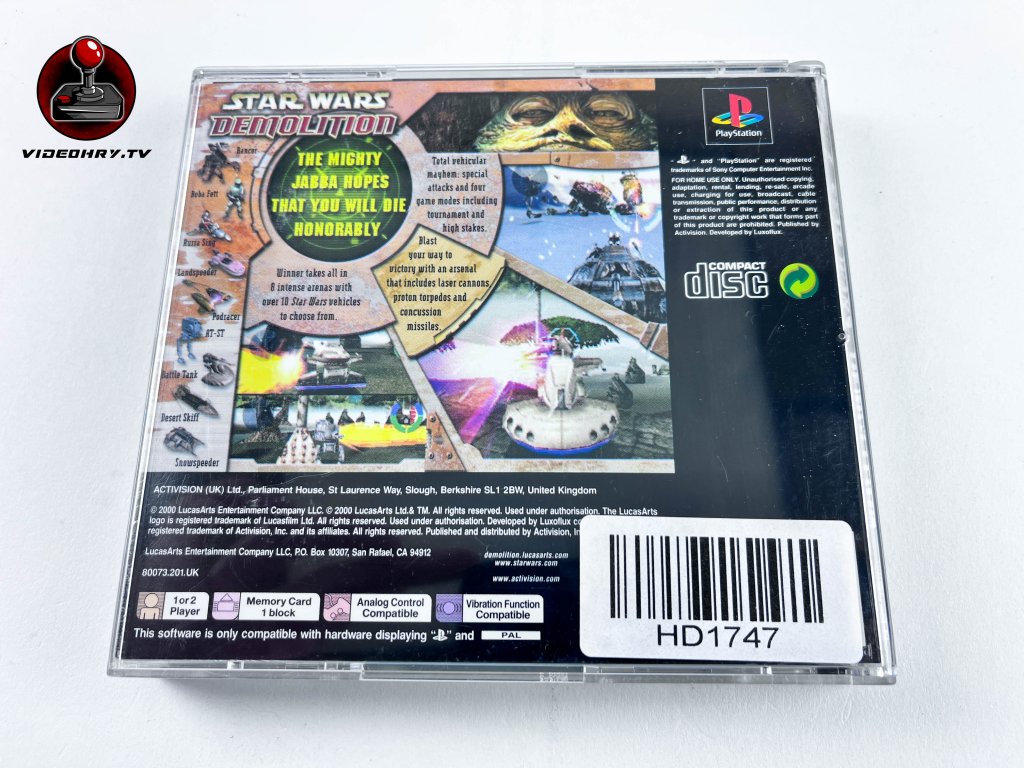 VIDEOHRY.TV
STAR WARS
DEMOLITION
Rancor
Boba Fett
Aurra Sing
Landspeeder
Podracer
AT-ST
Battle Tank
Desert Skiff
Snowspeeder
THE MIGHTY
JABBA HOPES
THAT YOU WILL DIE
HONORABLY
Total vehicular
mayhem: special
attacks and four
game modes including
tournament and
high stakes.
Blast
your way to
victory with an arsenal
that includes laser cannons,
proton torpedos and
concussion
missiles.
Winner takes all in
8 intense arenas with
over 10 Star Wars vehicles
to choose from.
PlayStation
" " and "PlayStation" are registered
trademarks of Sony Computer Entertainment Inc.
FOR HOME USE ONLY. Unauthorised copying,
adaptation, rental, lending, re-sale, arcade
use, charging for use, broadcast, cable
transmission, public performance, distribution
or extraction of this product or any
trademark or copyright work that forms part
of this product are prohibited. Published by
Activision. Developed by Luxoflux.
COMPACT
disc
ACTIVISION (UK) Ltd., Parliament House, St Laurence Way, Slough, Berkshire SL1 2BW, United Kingdom
© 2000 LucasArts Entertainment Company LLC. © 2000 LucasArts Ltd.& TM. All rights reserved. Used under authorisation. The LucasArts
logo is registered trademark of Lucasfilm Ltd. All rights reserved. Used under authorisation. Developed by Luxoflux
registered trademark of Activision, Inc. and its affiliates. All rights reserved. Published and distributed by Activision,
LucasArts Entertainment Company LLC, P.O. Box 10307, San Rafael, CA 94912
demolition.lucasarts.com
www.starwars.com
www.activision.com
80073.201.UK
1 or 2
Player
Memory Card
1 block
Analog Control
Compatible
Vibration Function
Compatible
This software is only compatible with hardware displaying " " and PAL
HD1747